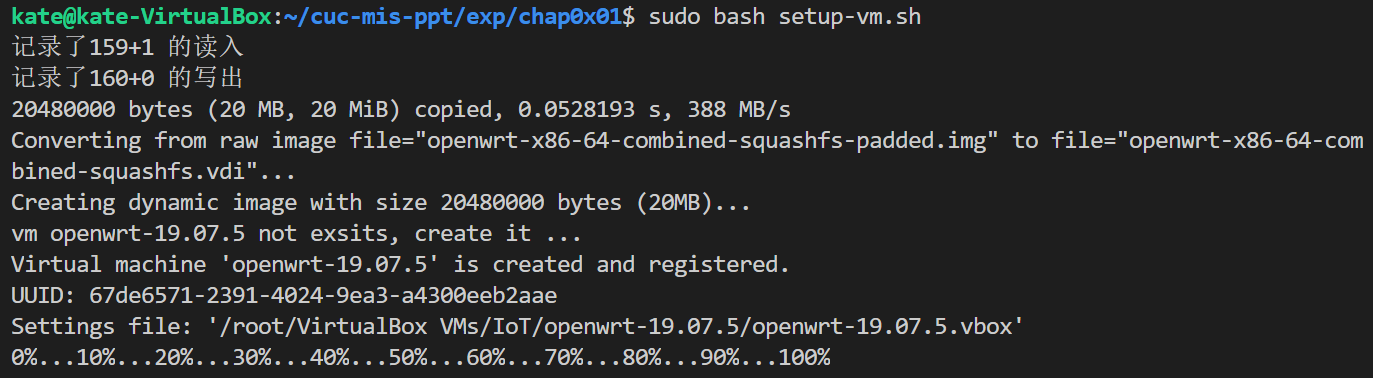 kate@kate-VirtualBox:~/cuc-mis-ppt/exp/chap0x01$ sudo bash setup-vm.sh
记录了159+1 的读入
记录了160+0 的写出
20480000 bytes (20 MB, 20 MiB) copied, 0.0528193 s, 388 MB/s
Converting from raw image file="openwrt-x86-64-combined-squashfs-padded.img" to file="openwrt-x86-64-com
bined-squashfs.vdi"...
Creating dynamic image with size 20480000 bytes (20MB)...
vm openwrt-19.07.5 not exsits, create it ...
Virtual machine 'openwrt-19.07.5' is created and registered.
UUID: 67de6571-2391-4024-9ea3-a4300eeb2aae
Settings file: '/root/VirtualBox VMs/IoT/openwrt-19.07.5/openwrt-19.07.5.vbox'
0%...10%...20%...30%...40%...50%...60%...70%...80%...90%...100%